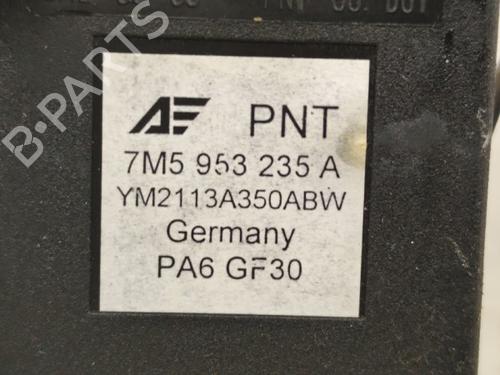 AE PNT
7M5 953 235 A
YM2113A350ABW
Germany
PA6 GF30
B-PARTS